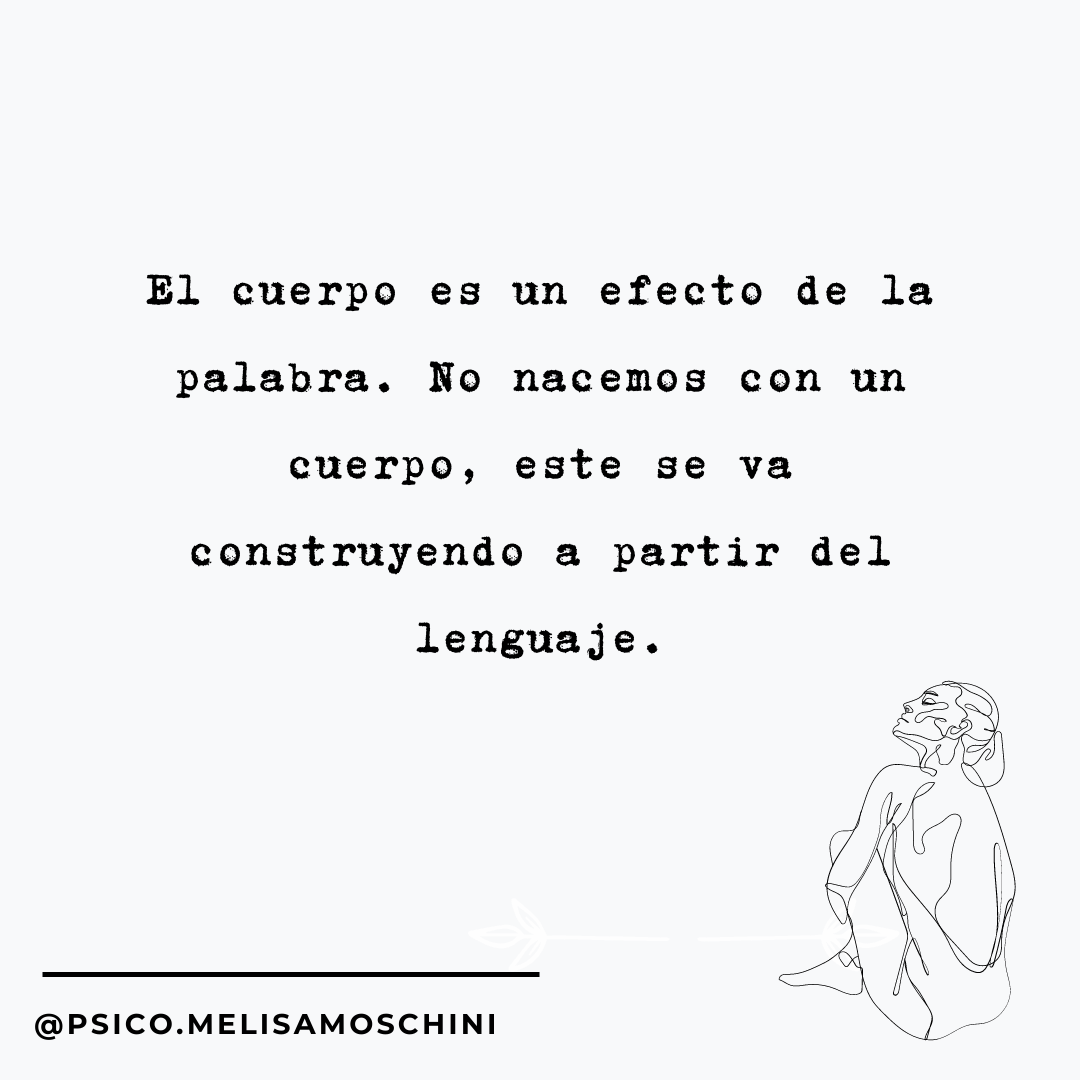 El cuerpo es un efecto de la
palabra. No nacemos con un
cuerpo, este se va
construyendo a partir del
lenguaje.
@PSICO.MELISAMOSCHINI